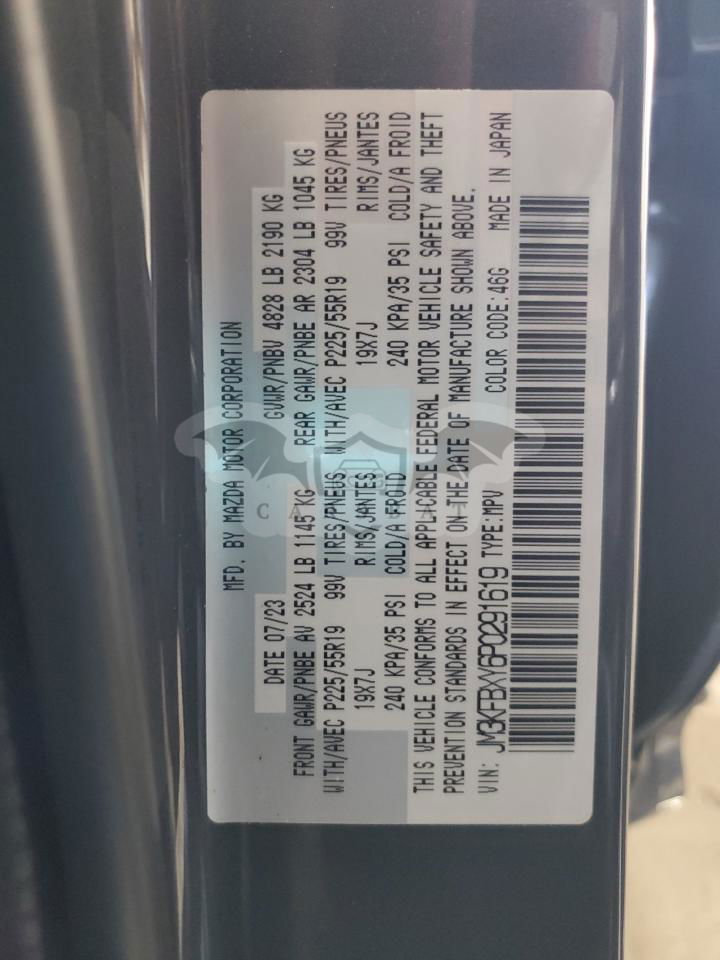 MFD. BY MAZDA MOTOR CORPORATION
DATE 07/23 GVWR/PNBV 4828 LB 2190 KG
FRONT GAWR/PNBE AV 2524 LB 1145 KG REAR GAWR/PNBE AR 2304 LB 1045 KG
WITH/AVEC P225/55R19 99V TIRES/PNEUS WITH/AVEC P225/55R19 99V TIRES/PNEUS
19X7J RIMS/JANTES 19X7J RIMS/JANTES
240 KPA/35 PSI COLD/A FROID 240 KPA/35 PSI COLD/A FROID
THIS VEHICLE CONFORMS TO ALL APPLICABLE FEDERAL MOTOR VEHICLE SAFETY AND THEFT
PREVENTION STANDARDS IN EFFECT ON THE DATE OF MANUFACTURE SHOWN ABOVE.
VIN: JM3KFBXY6P0291619 TYPE:MPV COLOR CODE:46G MADE IN JAPAN